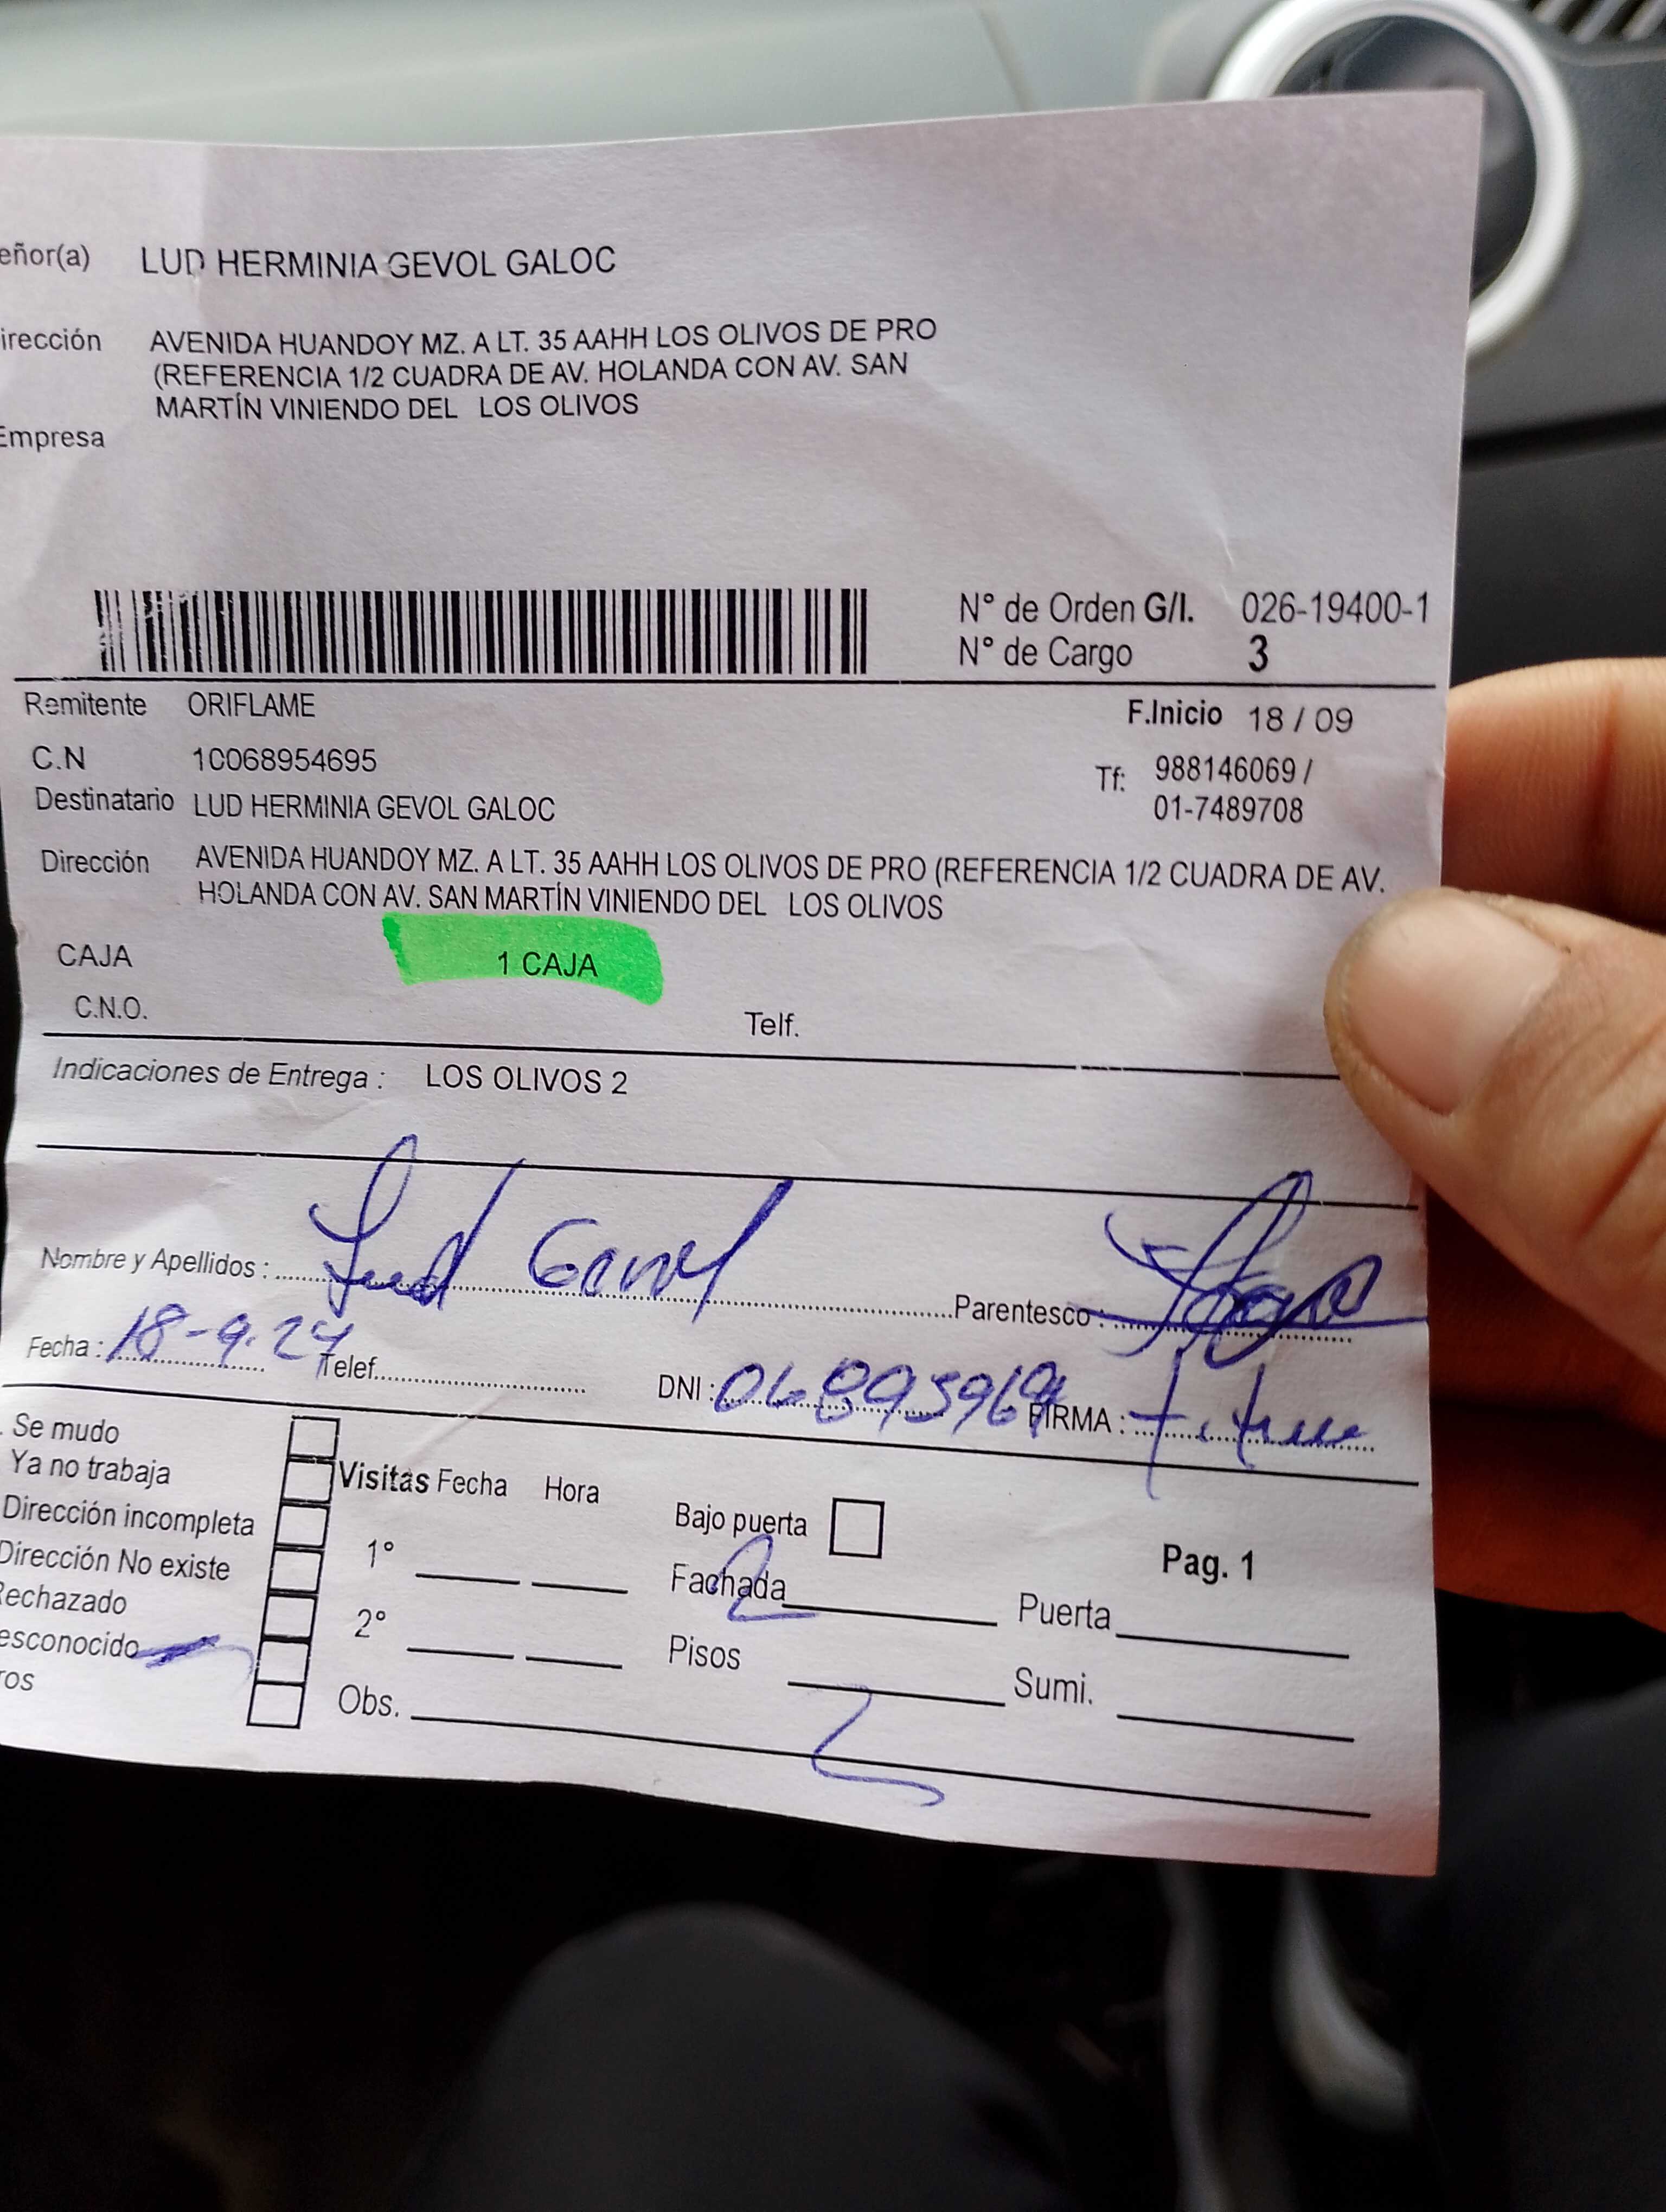 eñor(a) LUD HERMINIA GEVOL GALOC
irección AVENIDA HUANDOY MZ. A LT. 35 AAHH LOS OLIVOS DE PRO
(REFERENCIA 1/2 CUADRA DE AV. HOLANDA CON AV. SAN
MARTÍN VINIENDO DEL LOS OLIVOS
Empresa
N° de Orden G/I. 026-19400-1
N° de Cargo 3
Remitente ORIFLAME
F.Inicio 18 / 09
C.N 10068954695
Tf: 988146069 /
01-7489708
Destinatario LUD HERMINIA GEVOL GALOC
Dirección AVENIDA HUANDOY MZ. A LT. 35 AAHH LOS OLIVOS DE PRO (REFERENCIA 1/2 CUADRA DE AV.
HOLANDA CON AV. SAN MARTÍN VINIENDO DEL LOS OLIVOS
CAJA 1 CAJA
C.N.O. Telf.
Indicaciones de Entrega : LOS OLIVOS 2
Nombre y Apellidos : Lud Parentesco :
Fecha : 18-9-24 Telef. DNI : FIRMA :
Se mudo
Ya no trabaja
Visitas Fecha Hora
Dirección incompleta
Bajo puerta
Pag. 1
Dirección No existe
1°
Fachada 2 Puerta
Rechazado
2°
esconocido
Pisos 2 Sumi.
ros
Obs.